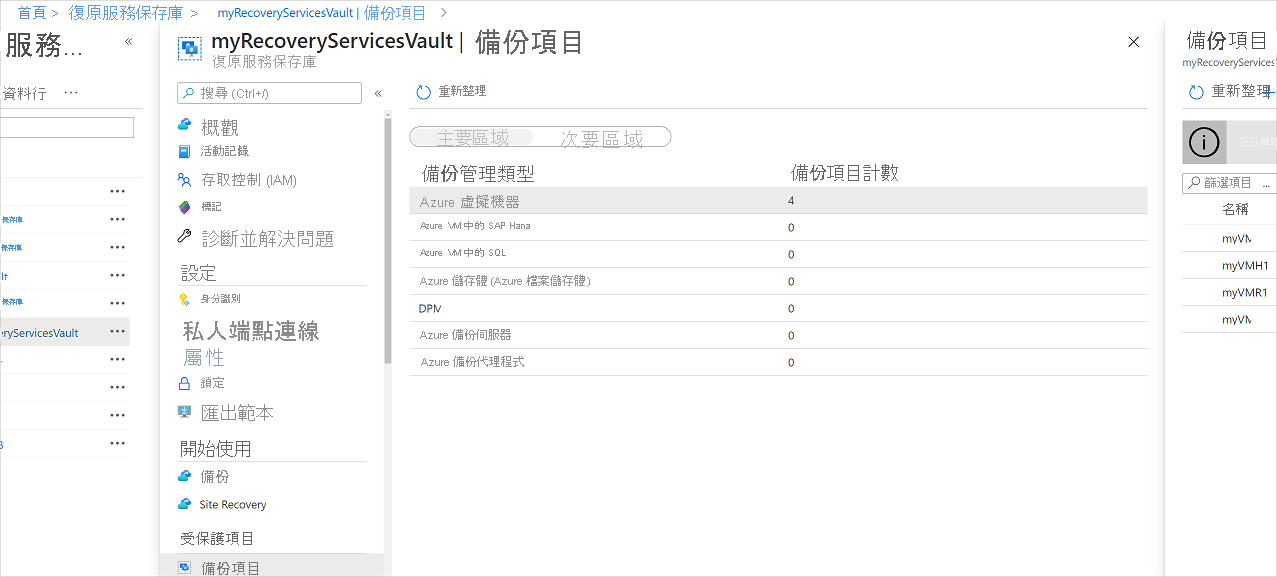 首頁 > 復原服務保存庫 > myRecoveryServicesVault | 備份項目 >
服務... «
資料行 ...
保存庫
保存庫
lt
保存庫
eryServicesVault
myRecoveryServicesVault | 備份項目
復原服務保存庫
搜尋 (Ctrl+/) «
概觀
活動記錄
存取控制 (IAM)
標記
診斷並解決問題
設定
身分識別
私人端點連線
屬性
鎖定
匯出範本
開始使用
備份
Site Recovery
受保護項目
備份項目
重新整理
主要區域 次要區域
備份管理類型 備份項目計數
Azure 虛擬機器 4
Azure VM 中的 SAP Hana 0
Azure VM 中的 SQL 0
Azure 儲存體 (Azure 檔案儲存體) 0
DPM 0
Azure 備份伺服器 0
Azure 備份代理程式 0
備份項目
myRecoveryServices
重新整理
篩選項目 ...
名稱
myVM
myVMH1
myVMR1
myVM